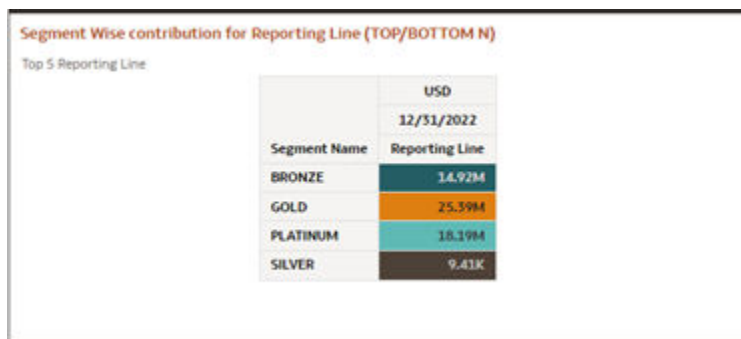 Segment Wise contribution for Reporting Line (TOP/BOTTOM N)
Top 5 Reporting Line
USD
12/31/2022
Segment Name Reporting Line
BRONZE 14.92M
GOLD 25.39M
PLATINUM 18.19M
SILVER 9.41K